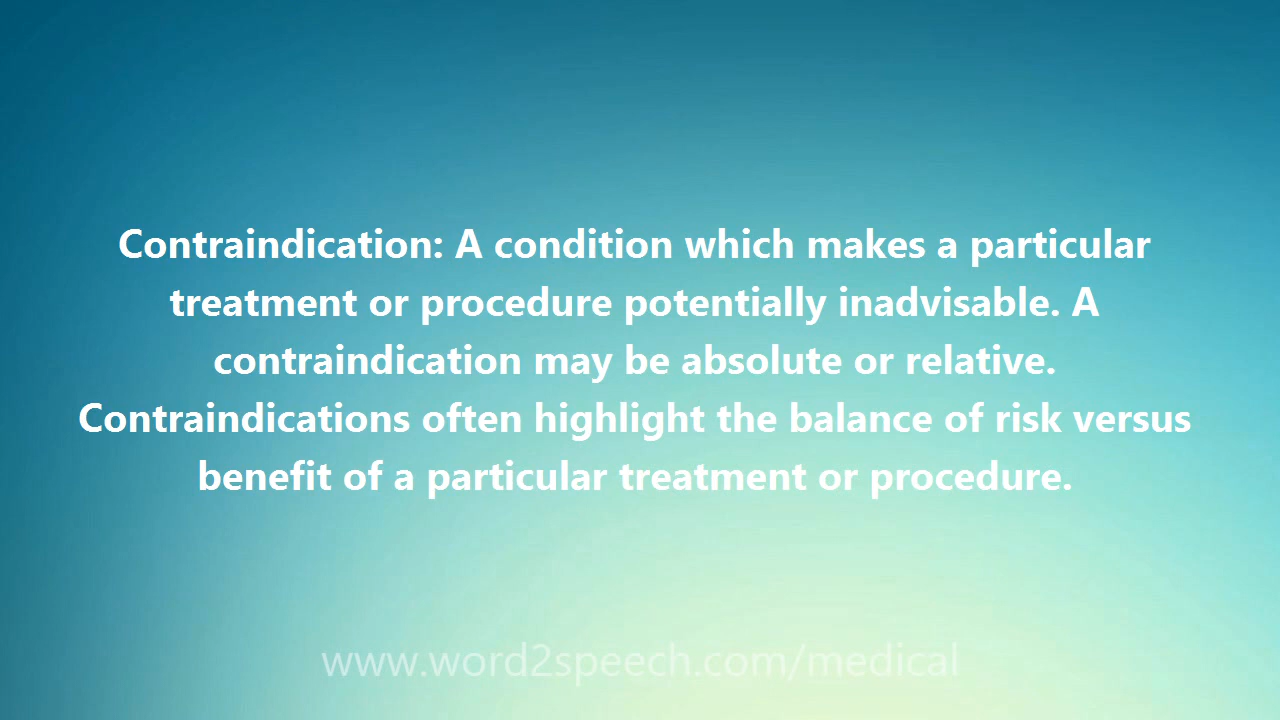 Contraindication: A condition which makes a particular
treatment or procedure potentially inadvisable. A
contraindication may be absolute or relative.
Contraindications often highlight the balance of risk versus
benefit of a particular treatment or procedure.
www.word2speech.com/medical